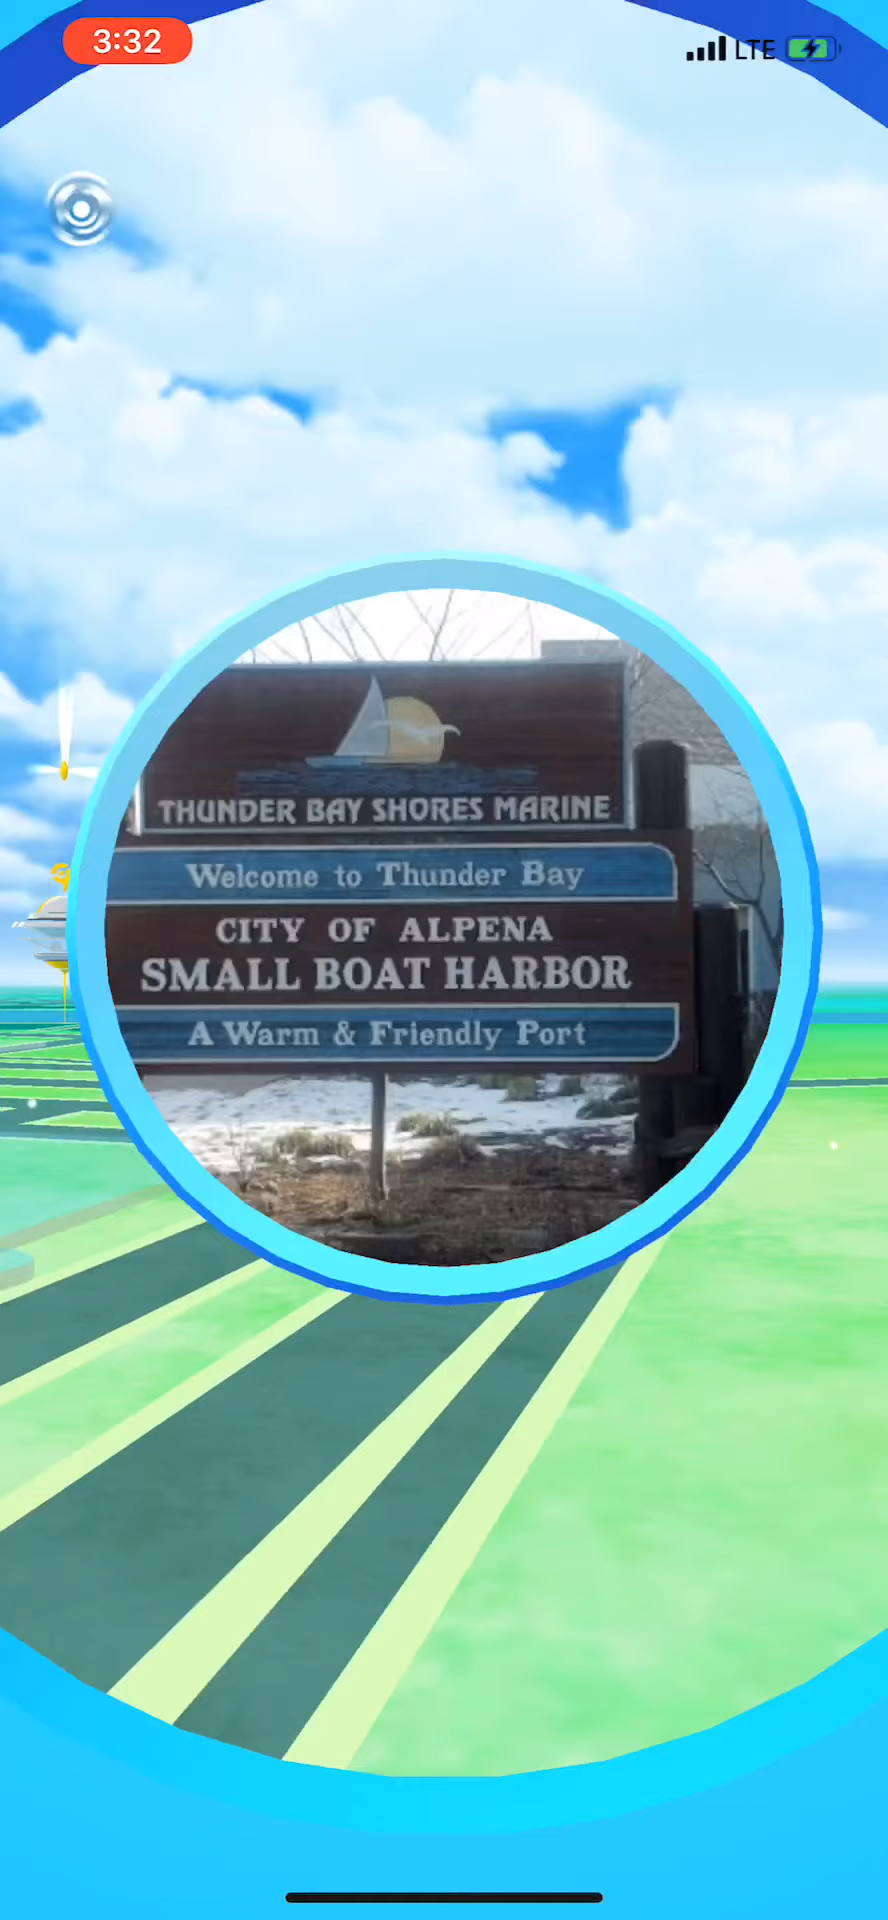 3:32
LTE
THUNDER BAY SHORES MARINE
Welcome to Thunder Bay
CITY OF ALPENA
SMALL BOAT HARBOR
A Warm & Friendly Port